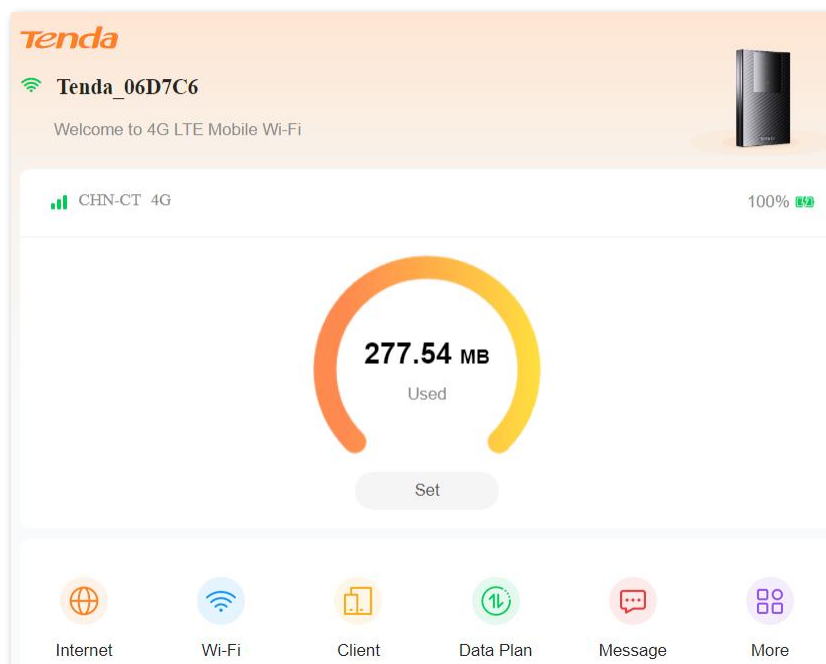 Tenda
Tenda_06D7C6
Welcome to 4G LTE Mobile Wi-Fi
CHN-CT 4G
100%
277.54 MB
Used
Set
Internet
Wi-Fi
Client
Data Plan
Message
More